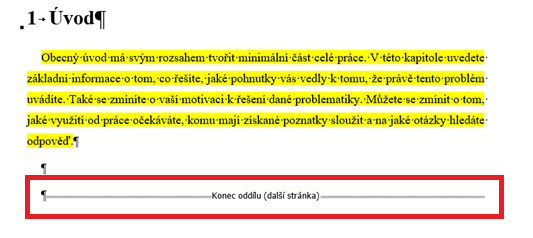 1 Úvod¶
Obecný·úvod·má·svým·rozsahem·tvořit·minimální·část·celé·práce.·V·této·kapitole·uvedete·
základní·informace·o·tom,·co·řešíte,·jaké·pohnutky·vás·vedly·k·tomu,·že·právě·tento·problém·
uvádíte.·Také·se·zmíníte·o·vaší·motivaci·k·řešení·dané·problematiky.·Můžete·se·zmínit·o·tom,·
jaké·využití·od·práce·očekáváte,·komu·mají·získané·poznatky·sloužit·a·na·jaké·otázky·hledáte·
odpověď.¶
¶
¶ Konec oddílu (další stránka)